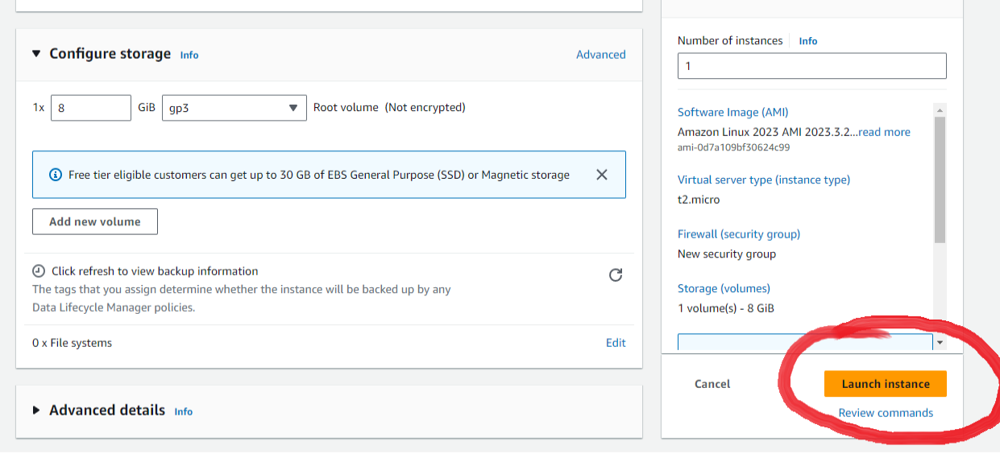 Configure storage Info
Advanced
1x 8 GiB gp3 Root volume (Not encrypted)
Free tier eligible customers can get up to 30 GB of EBS General Purpose (SSD) or Magnetic storage
Add new volume
Click refresh to view backup information
The tags that you assign determine whether the instance will be backed up by any
Data Lifecycle Manager policies.
0 x File systems
Edit
Advanced details Info
Number of instances Info
1
Software Image (AMI)
Amazon Linux 2023 AMI 2023.3.2...read more
ami-0d7a109bf30624c99
Virtual server type (instance type)
t2.micro
Firewall (security group)
New security group
Storage (volumes)
1 volume(s) - 8 GiB
Cancel
Launch instance
Review commands